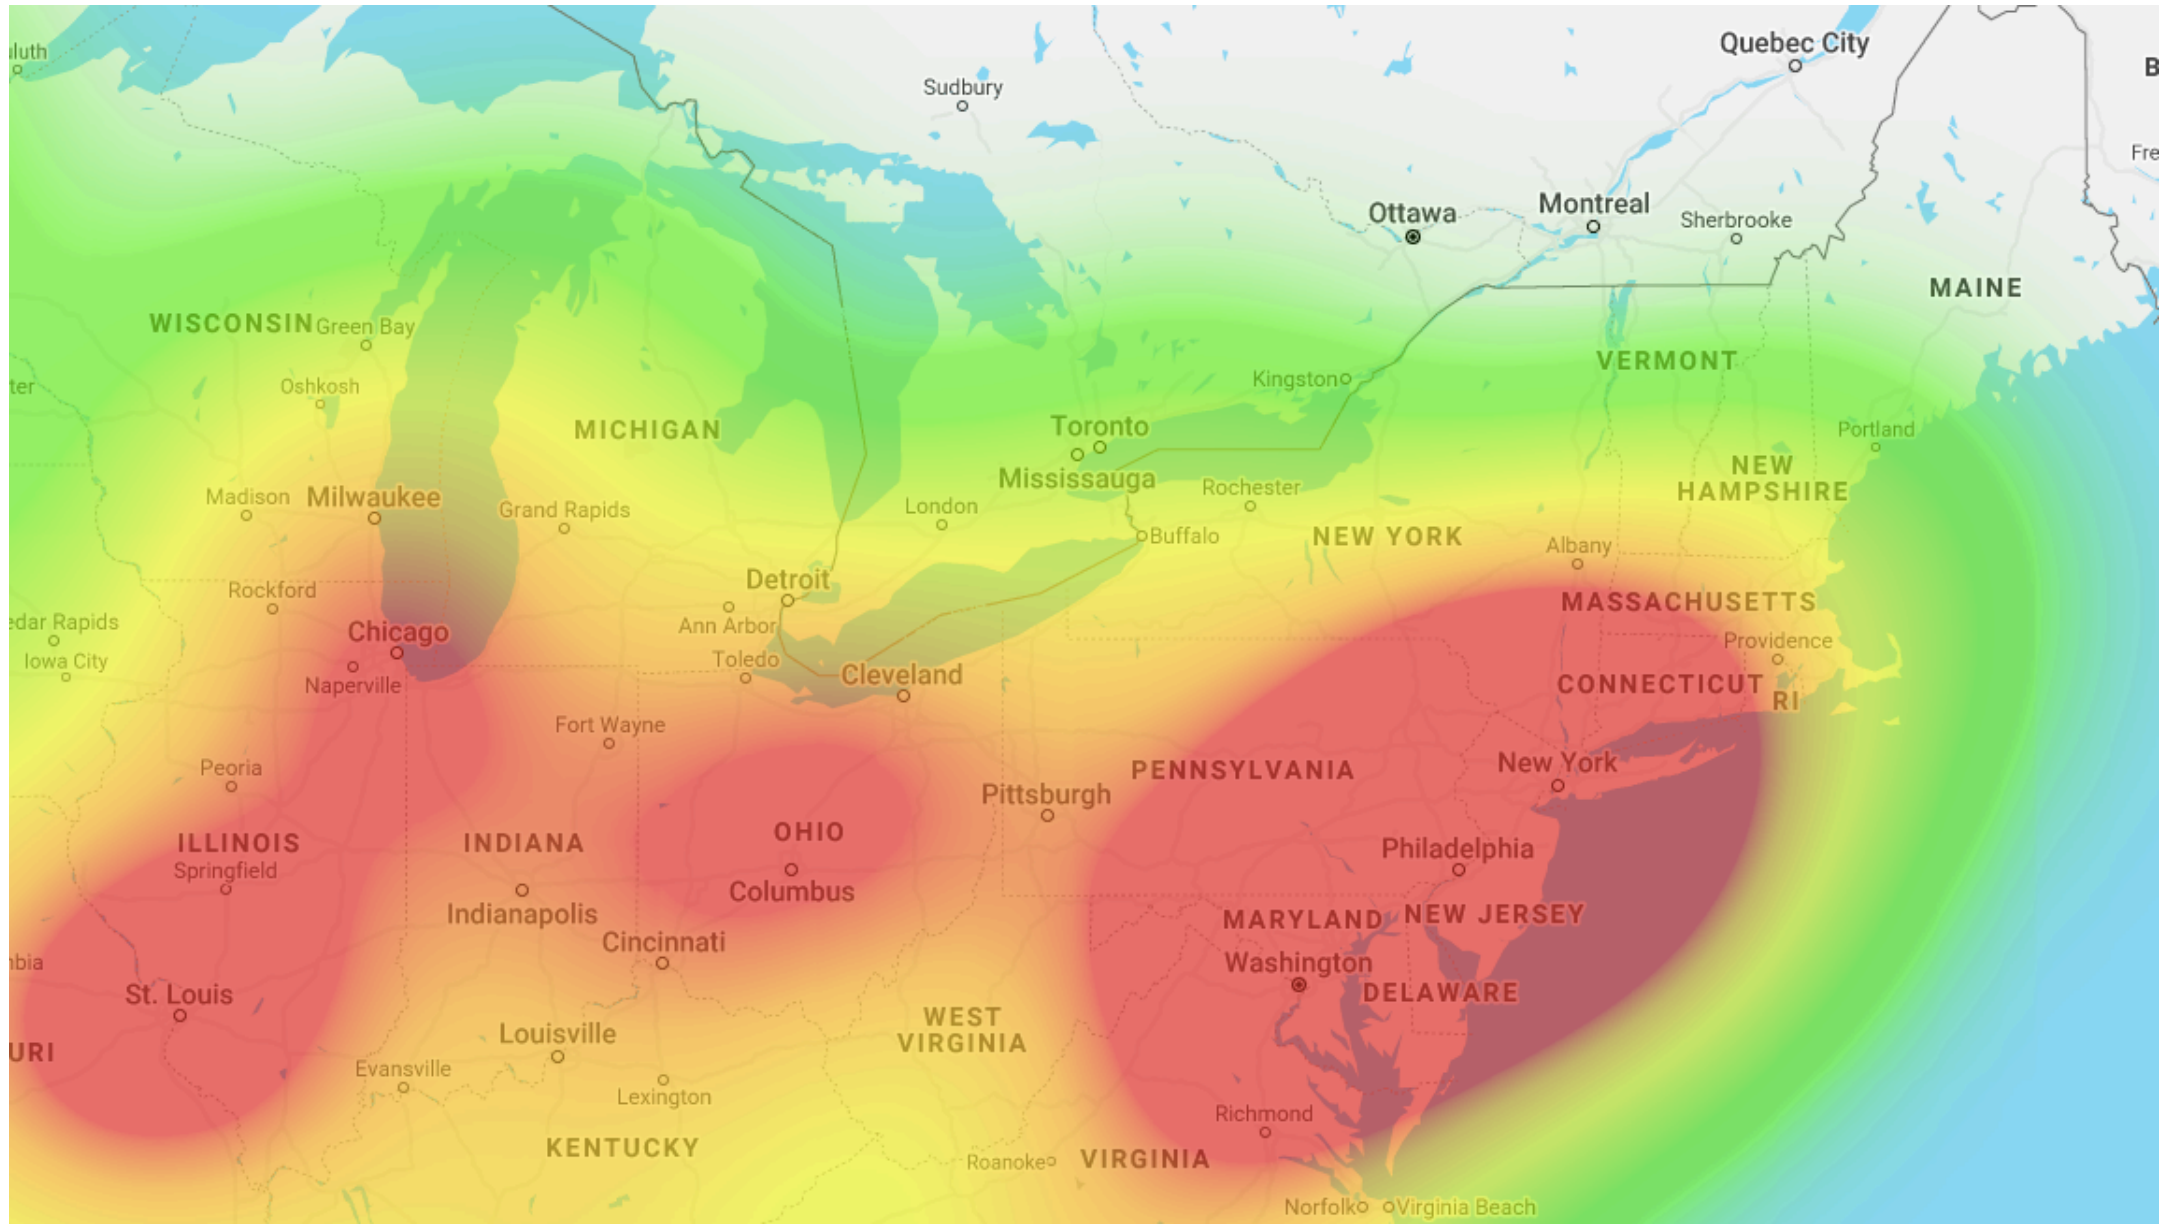 Quebec City
Sudbury
Ottawa
Montreal
Sherbrooke
MAINE
WISCONSIN
Green Bay
VERMONT
Kingston
Oshkosh
MICHIGAN
Toronto
Portland
Mississauga
NEW
HAMPSHIRE
Madison
Milwaukee
Grand Rapids
London
Rochester
Buffalo
NEW YORK
Albany
Detroit
Rockford
MASSACHUSETTS
Ann Arbor
Chicago
Providence
Iowa City
Toledo
Cleveland
Naperville
CONNECTICUT
RI
Fort Wayne
Peoria
PENNSYLVANIA
New York
Pittsburgh
OHIO
ILLINOIS
INDIANA
Springfield
Philadelphia
Columbus
Indianapolis
MARYLAND
NEW JERSEY
Cincinnati
Washington
St. Louis
DELAWARE
WEST
VIRGINIA
Louisville
Evansville
Lexington
Richmond
KENTUCKY
Roanoke
VIRGINIA
Norfolk
Virginia Beach